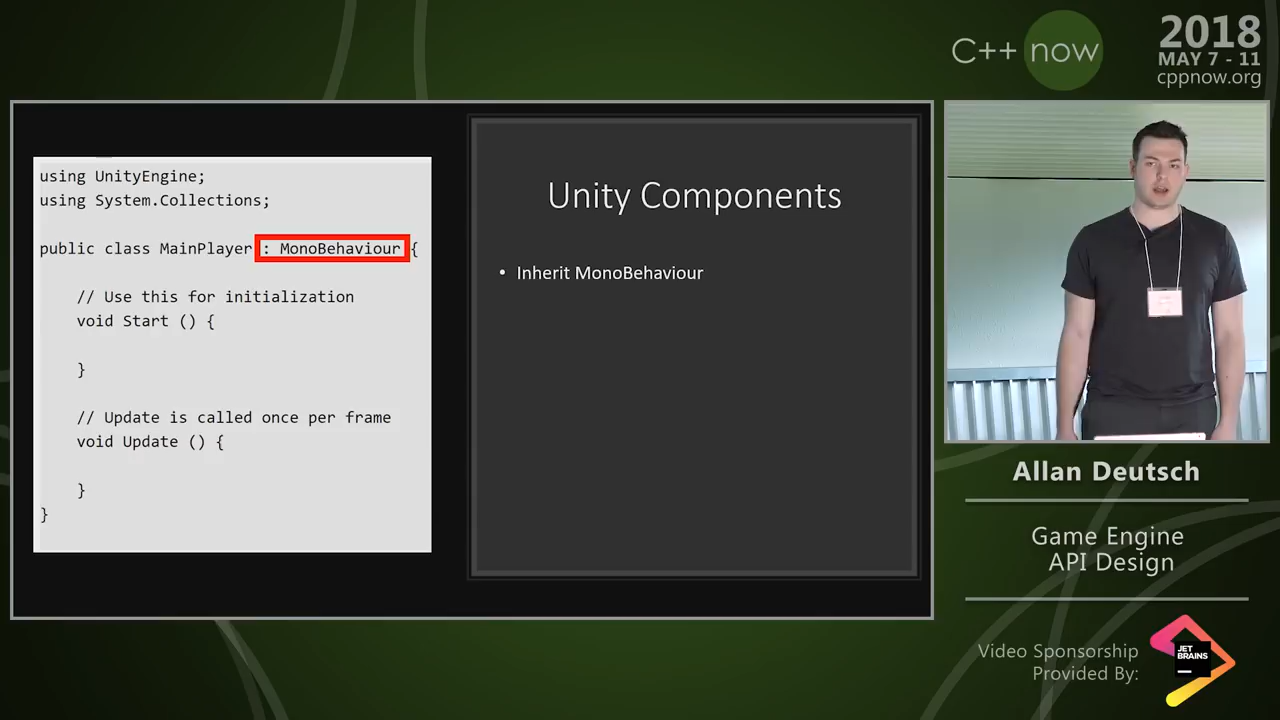 C++ now
2018
MAY 7 - 11
cppnow.org
using UnityEngine;
using System.Collections;
public class MainPlayer : MonoBehaviour {
// Use this for initialization
void Start () {
}
// Update is called once per frame
void Update () {
}
}
Unity Components
• Inherit MonoBehaviour
Allan Deutsch
Game Engine
API Design
Video Sponsorship
Provided By:
JET
BRAINS